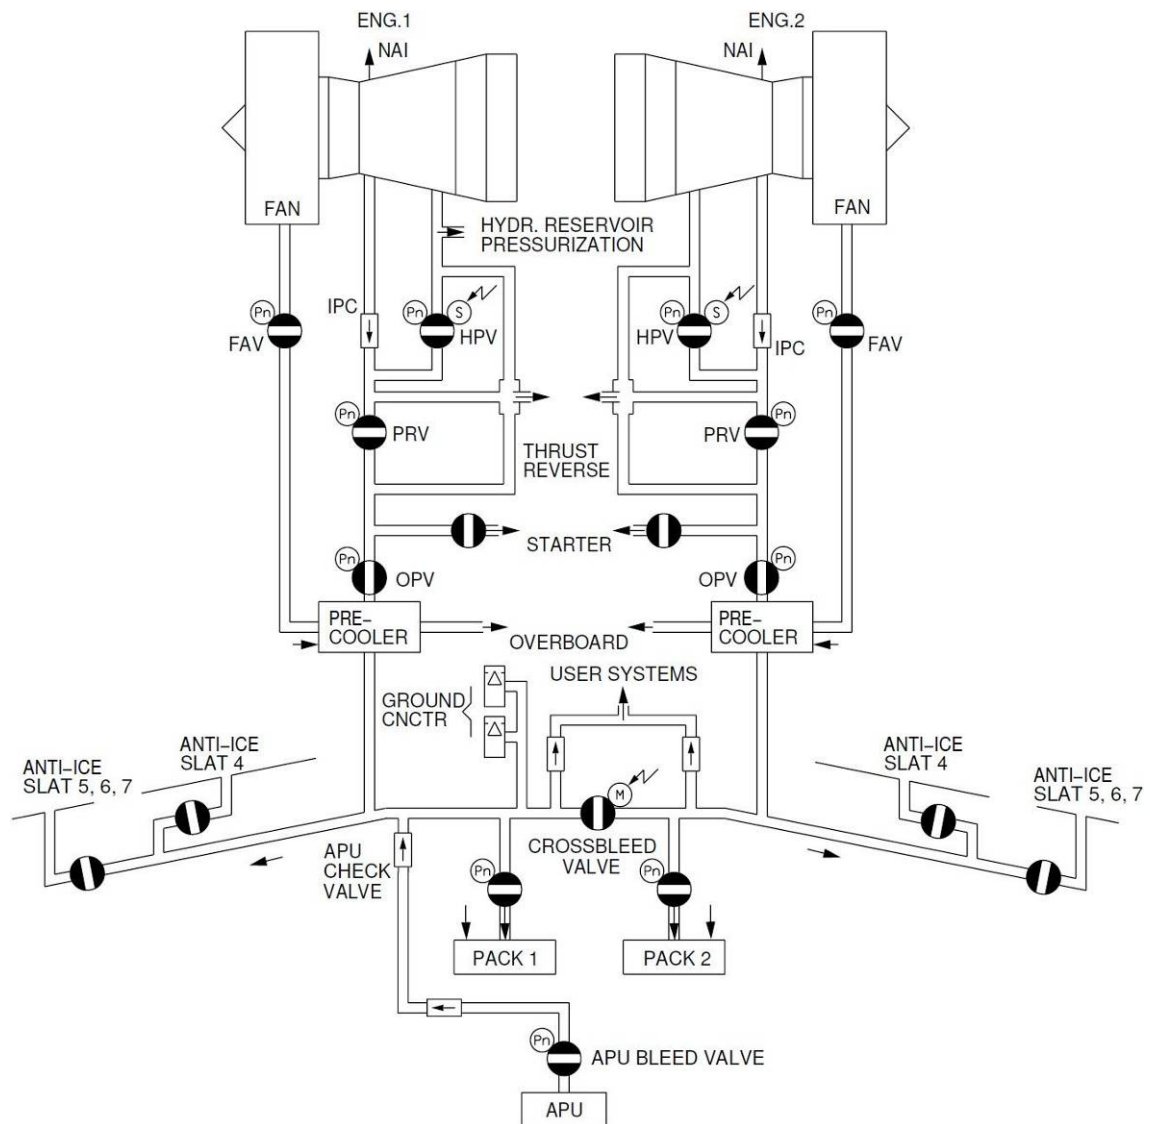 ENG.1
ENG.2
NAI
NAI
FAN
FAN
HYDR. RESERVOIR
PRESSURIZATION
Pn
IPC
Pn
S
Pn
S
Pn
FAV
HPV
HPV
IPC
FAV
Pn
PRV
PRV
Pn
THRUST
REVERSE
STARTER
Pn
OPV
OPV
Pn
PRE-
COOLER
PRE-
COOLER
OVERBOARD
USER SYSTEMS
GROUND
CNCTR
ANTI-ICE
SLAT 4
ANTI-ICE
SLAT 5, 6, 7
ANTI-ICE
SLAT 4
ANTI-ICE
SLAT 5, 6, 7
M
CROSSBLEED
VALVE
APU
CHECK
VALVE
Pn
Pn
PACK 1
PACK 2
Pn
APU BLEED VALVE
APU